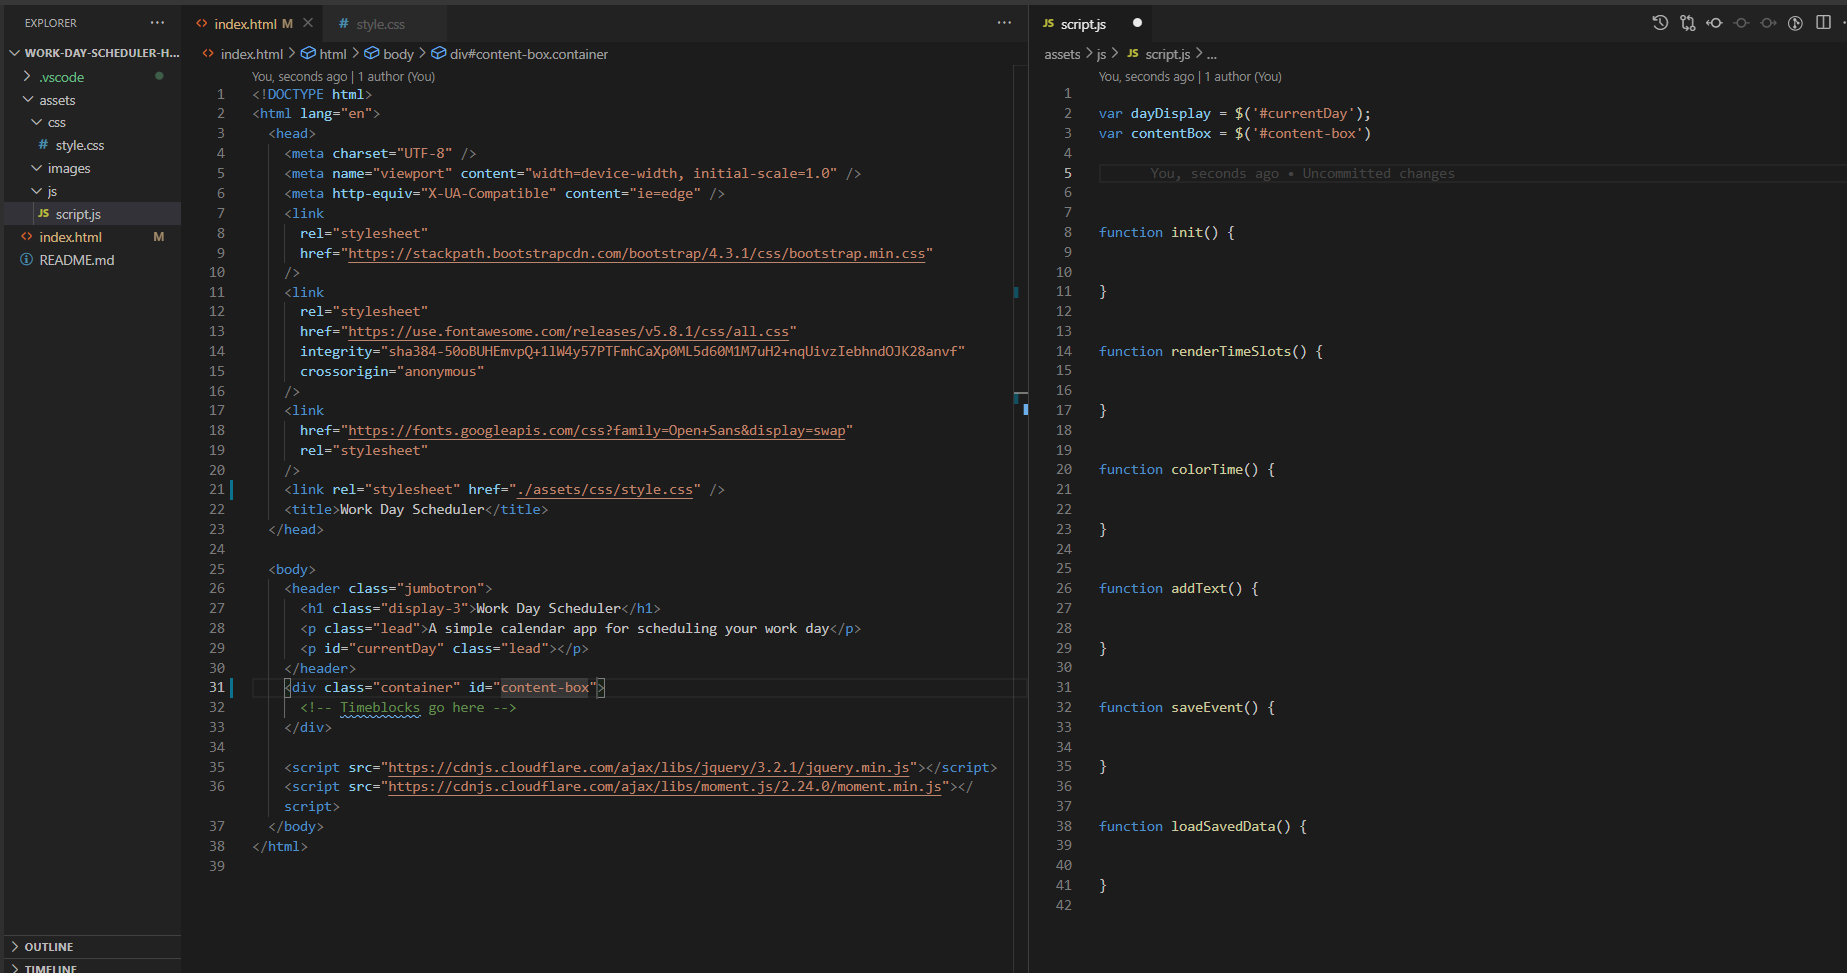 EXPLORER
WORK-DAY-SCHEDULER-H...
.vscode
assets
css
# style.css
images
js
JS script.js
<> index.html M
README.md
OUTLINE
TIMELINE
<> index.html M
# style.css
<> index.html > html > body > div#content-box.container
You, seconds ago | 1 author (You)
1 <!DOCTYPE html>
2 <html lang="en">
3 <head>
4 <meta charset="UTF-8" />
5 <meta name="viewport" content="width=device-width, initial-scale=1.0" />
6 <meta http-equiv="X-UA-Compatible" content="ie=edge" />
7 <link
8 rel="stylesheet"
9 href="https://stackpath.bootstrapcdn.com/bootstrap/4.3.1/css/bootstrap.min.css"
10 />
11 <link
12 rel="stylesheet"
13 href="https://use.fontawesome.com/releases/v5.8.1/css/all.css"
14 integrity="sha384-50oBUHEmvpQ+1lW4y57PTFmhCaXp0ML5d60M1M7uH2+nqUivzIebhndOJK28anvf"
15 crossorigin="anonymous"
16 />
17 <link
18 href="https://fonts.googleapis.com/css?family=Open+Sans&display=swap"
19 rel="stylesheet"
20 />
21 <link rel="stylesheet" href="./assets/css/style.css" />
22 <title>Work Day Scheduler</title>
23 </head>
24
25 <body>
26 <header class="jumbotron">
27 <h1 class="display-3">Work Day Scheduler</h1>
28 <p class="lead">A simple calendar app for scheduling your work day</p>
29 <p id="currentDay" class="lead"></p>
30 </header>
31 <div class="container" id="content-box">
32 <!-- Timeblocks go here -->
33 </div>
34
35 <script src="https://cdnjs.cloudflare.com/ajax/libs/jquery/3.2.1/jquery.min.js"></script>
36 <script src="https://cdnjs.cloudflare.com/ajax/libs/moment.js/2.24.0/moment.min.js"></
script>
37 </body>
38 </html>
39
JS script.js
assets > js > JS script.js > ...
You, seconds ago | 1 author (You)
1
2 var dayDisplay = $('#currentDay');
3 var contentBox = $('#content-box')
4
5 You, seconds ago • Uncommitted changes
6
7
8 function init() {
9
10
11 }
12
13
14 function renderTimeSlots() {
15
16
17 }
18
19
20 function colorTime() {
21
22
23 }
24
25
26 function addText() {
27
28
29 }
30
31
32 function saveEvent() {
33
34
35 }
36
37
38 function loadSavedData() {
39
40
41 }
42